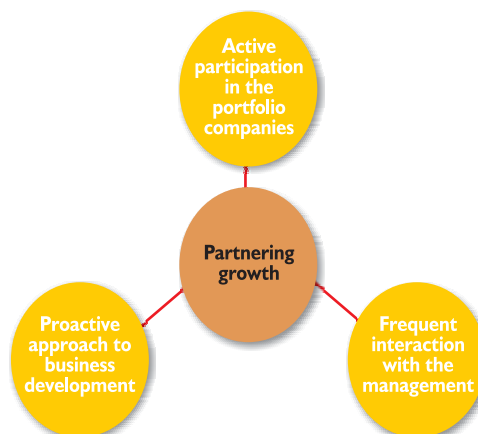 Active
participation
in the
portfolio
companies
Partnering
growth
Proactive
approach to
business
development
Frequent
interaction
with the
management